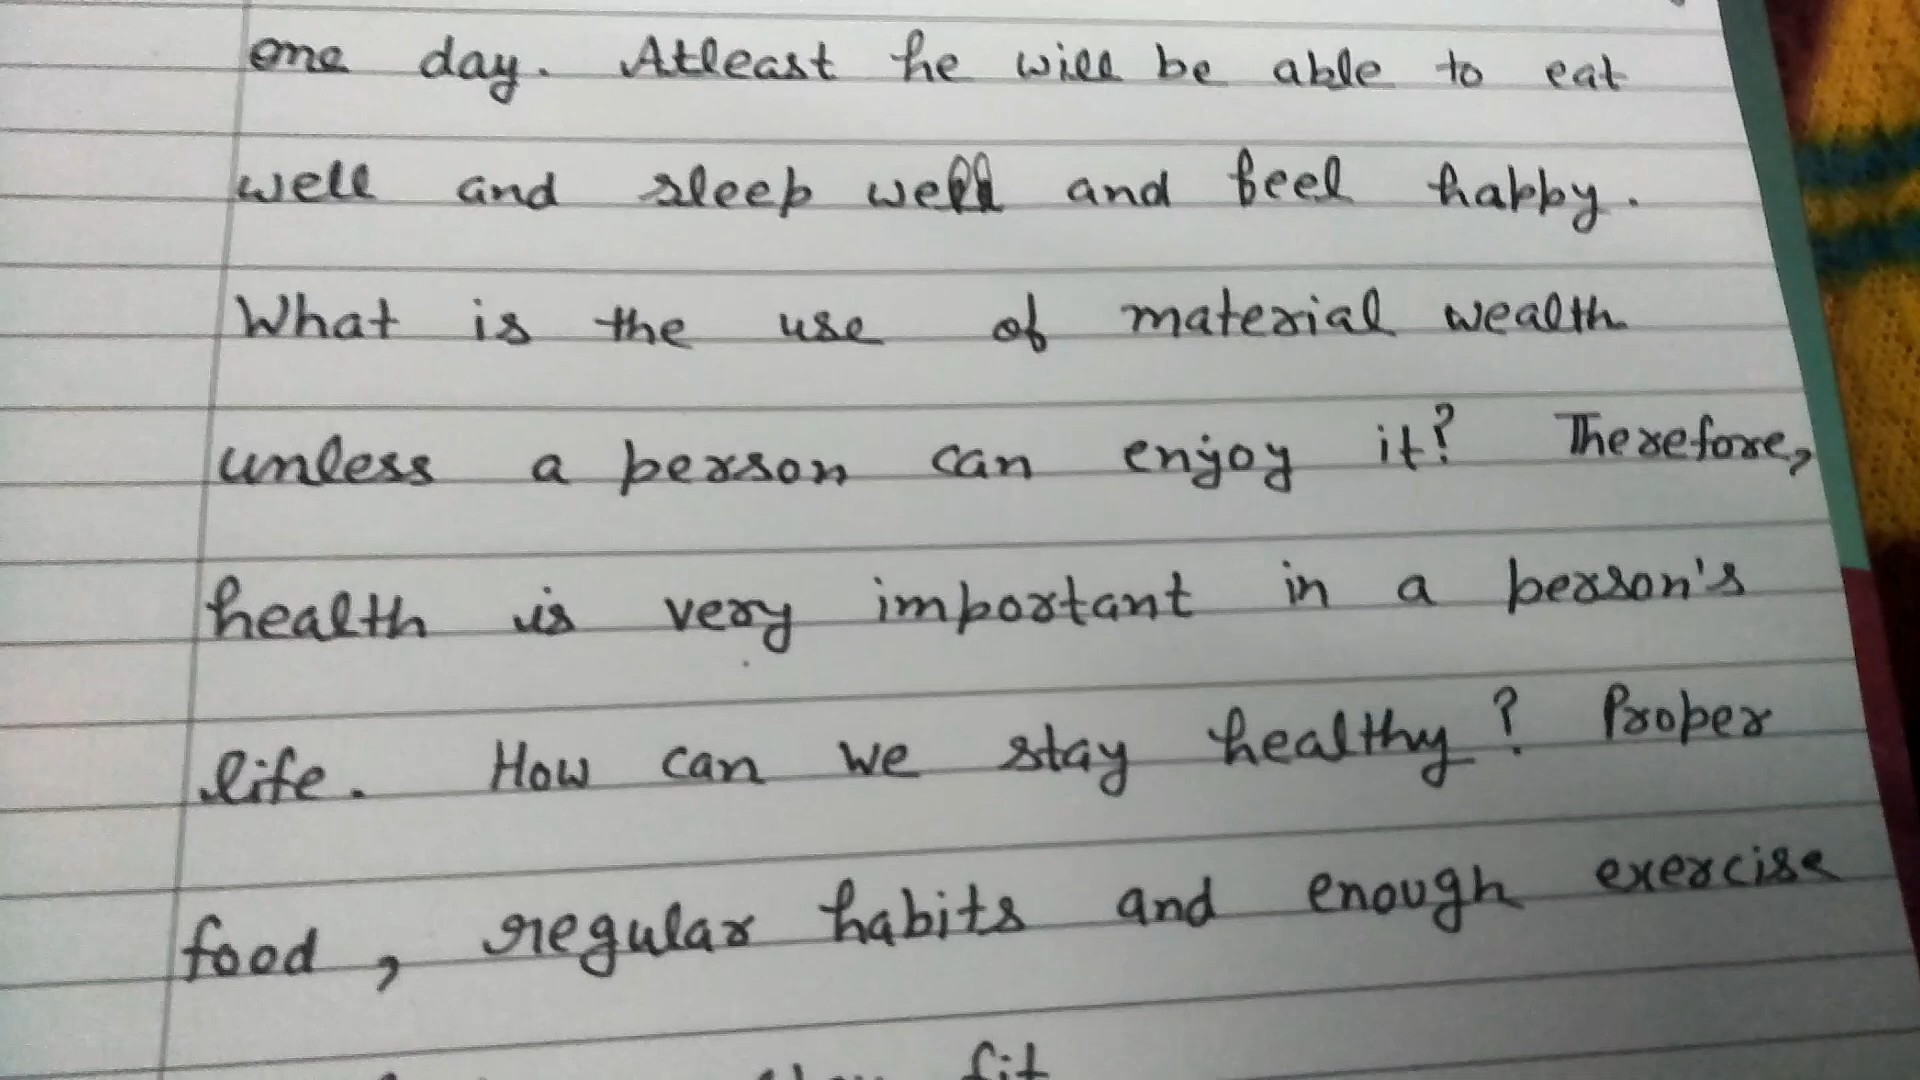 one day. Atleast he will be able to eat
well and sleep well and feel happy.
What is the use of material wealth
unless a person can enjoy it? Therefore,
health is very important in a person's
life. How can we stay healthy? Proper
food, regular habits and enough exercise
fit